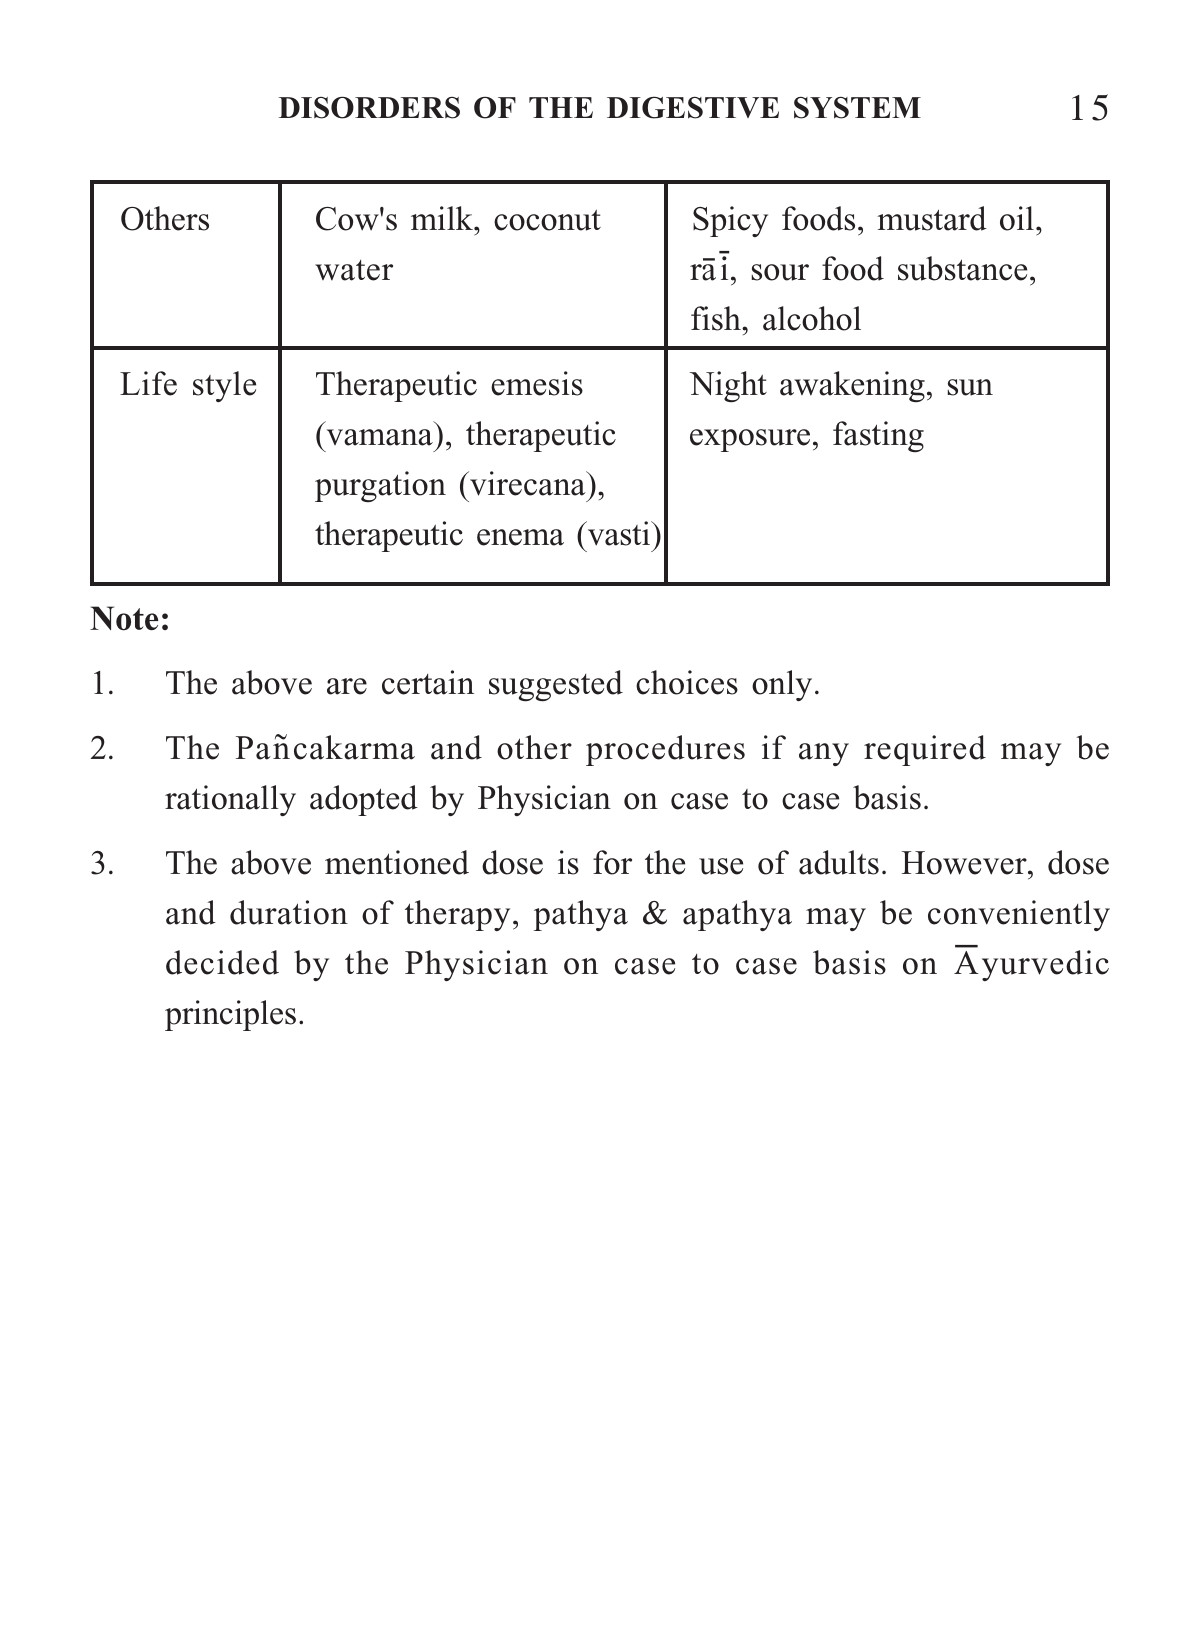 DISORDERS OF THE DIGESTIVE SYSTEM 15
Others Cow's milk, coconut Spicy foods, mustard oil,
water rāī, sour food substance,
fish, alcohol
Life style Therapeutic emesis Night awakening, sun
(vamana), therapeutic exposure, fasting
purgation (virecana),
therapeutic enema (vasti)
Note:
1. The above are certain suggested choices only.
2. The Pañcakarma and other procedures if any required may be
rationally adopted by Physician on case to case basis.
3. The above mentioned dose is for the use of adults. However, dose
and duration of therapy, pathya & apathya may be conveniently
decided by the Physician on case to case basis on Āyurvedic
principles.